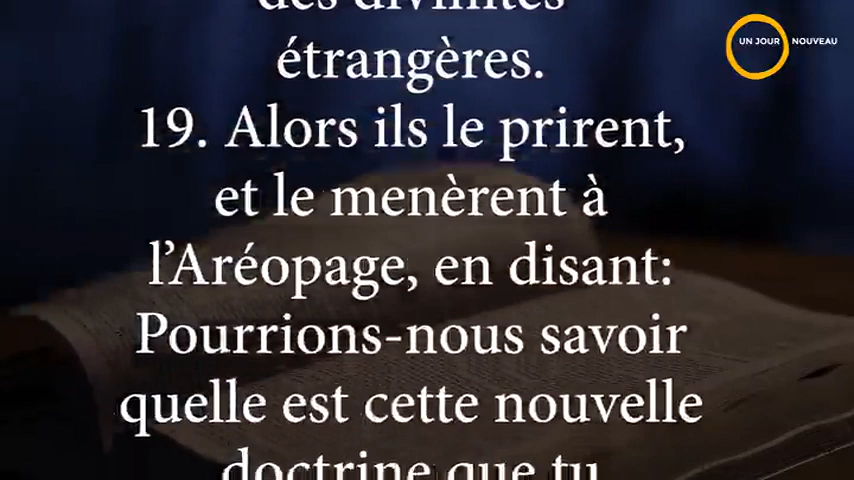 des divinités
étrangères.
19. Alors ils le prirent,
et le menèrent à
l’Aréopage, en disant:
Pourrions-nous savoir
quelle est cette nouvelle
doctrine que tu
UN JOUR NOUVEAU